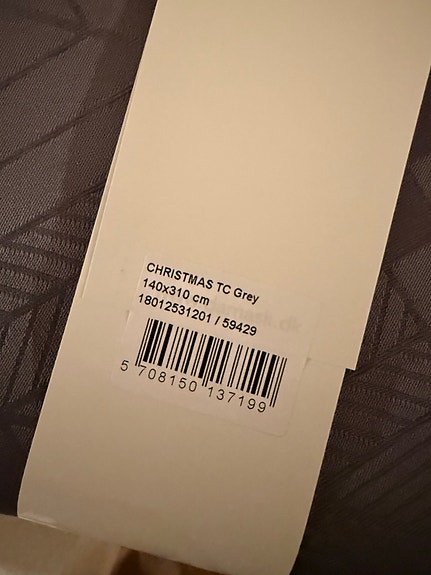 CHRISTMAS TC Grey
140x310 cm
18012531201 / 59429
5 708150 137199